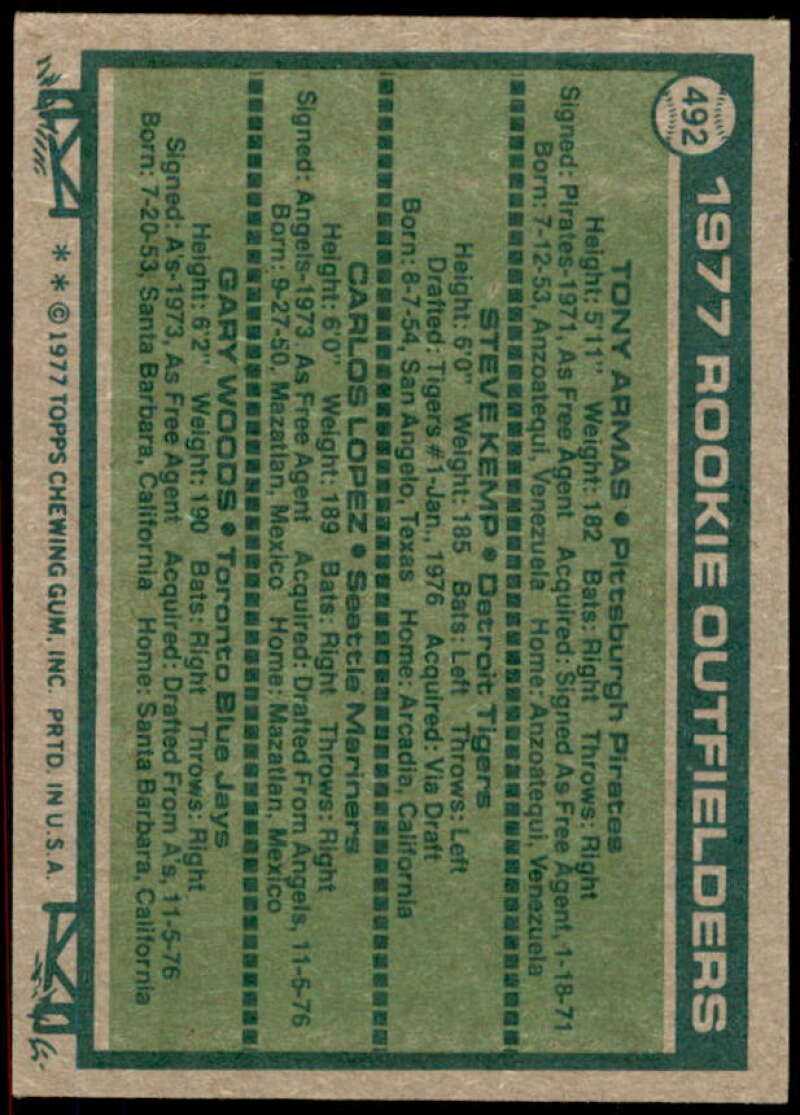 492
1977 ROOKIE OUTFIELDERS
TONY ARMAS • Pittsburgh Pirates
Height: 5'11" Weight: 182 Bats: Right Throws: Right
Signed: Pirates-1971, As Free Agent Acquired: Signed As Free Agent, 1-18-71
Born: 7-12-53, Anzoatequi, Venezuela Home: Anzoatequi, Venezuela
STEVE KEMP • Detroit Tigers
Height: 6'0" Weight: 185 Bats: Left Throws: Left
Drafted: Tigers #1-Jan., 1976 Acquired: Via Draft
Born: 8-7-54, San Angelo, Texas Home: Arcadia, California
CARLOS LOPEZ • Seattle Mariners
Height: 6'0" Weight: 189 Bats: Right Throws: Right
Signed: Angels-1973, As Free Agent Acquired: Drafted From Angels, 11-5-76
Born: 9-27-50, Mazatlan, Mexico Home: Mazatlan, Mexico
GARY WOODS • Toronto Blue Jays
Height: 6'2" Weight: 190 Bats: Right Throws: Right
Signed: A's-1973, As Free Agent Acquired: Drafted From A's, 11-5-76
Born: 7-20-53, Santa Barbara, California Home: Santa Barbara, California
* * © 1977 TOPPS CHEWING GUM, INC. PRTD. IN U.S.A.